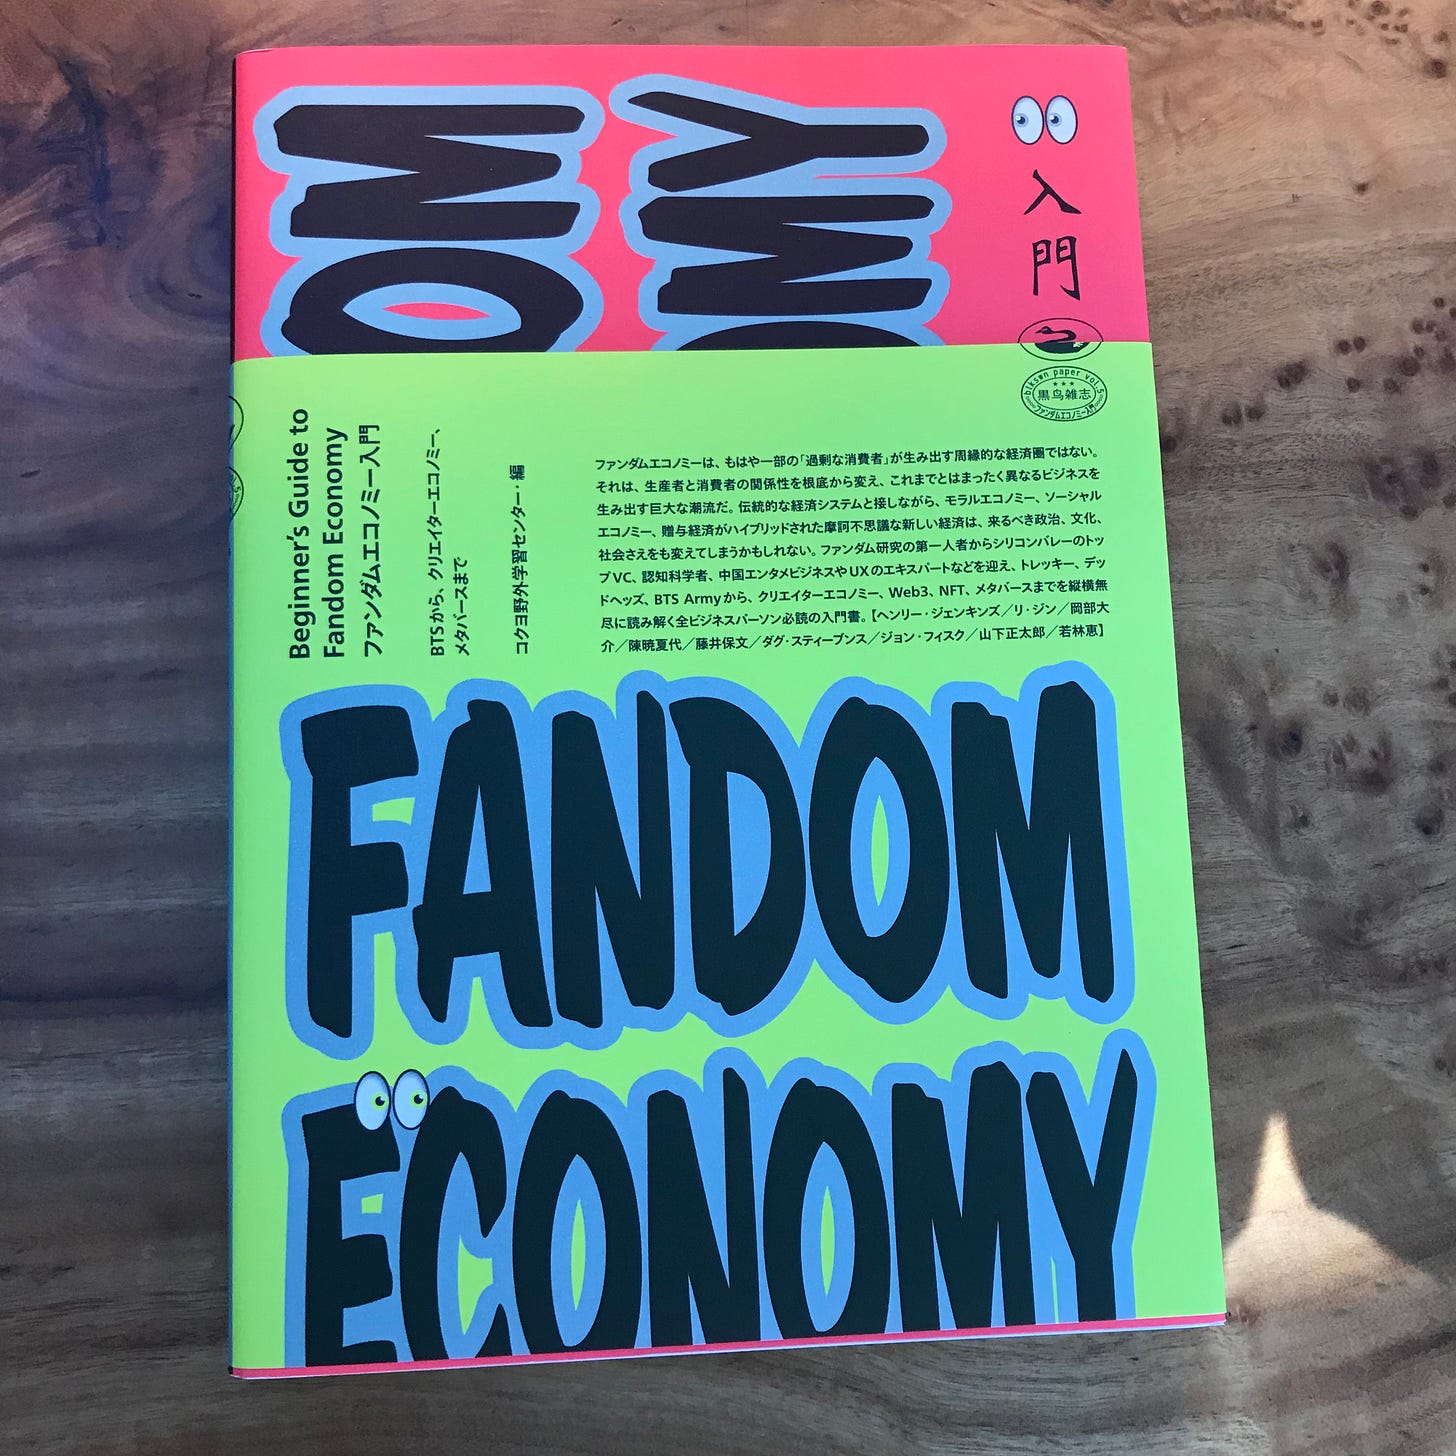 OM
OMY
入門
blkswn paper vol.5
黒鸟雑志
ファンダムエコノミー入門
Beginner's Guide to
Fandom Economy
ファンダムエコノミー入門
BTSから、クリエイターエコノミー、
メタバースまで
コクヨ野外学習センター・編
ファンダムエコノミーは、もはや一部の「過剰な消費者」が生み出す周縁的な経済圏ではない。
それは、生産者と消費者の関係性を根底から変え、これまでとはまったく異なるビジネスを
生み出す巨大な潮流だ。伝統的な経済システムと接しながら、モラルエコノミー、ソーシャル
エコノミー、贈与経済がハイブリッドされた摩訶不思議な新しい経済は、来るべき政治、文化、
社会さえをも変えてしまうかもしれない。ファンダム研究の第一人者からシリコンバレーのトッ
プVC、認知科学者、中国エンタメビジネスやUXのエキスパートなどを迎え、トレッキー、デッ
ドヘッズ、BTS Armyから、クリエイターエコノミー、Web3、NFT、メタバースまでを縦横無
尽に読み解く全ビジネスパーソン必読の入門書。【ヘンリー・ジェンキンズ／リ・ジン／岡部大
介／陳暁夏代／藤井保文／ダグ・スティーブンス／ジョン・フィスク／山下正太郎／若林恵】
FANDOM
ECONOMY